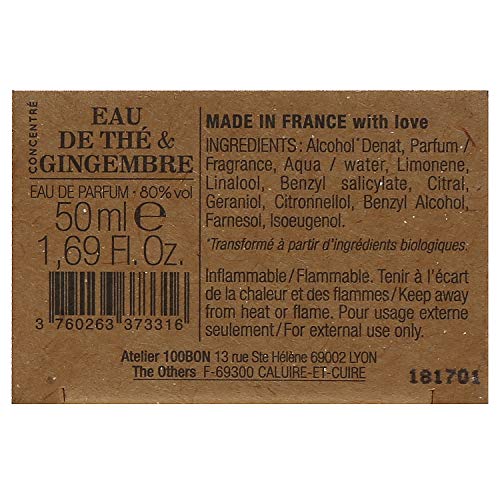 CONCENTRÉ
EAU
DE THÉ &
GINGEMBRE
EAU DE PARFUM - 80% vol
50 ml e
1,69 Fl. Oz.
3 760263 373316
MADE IN FRANCE with love
INGREDIENTS: Alcohol* Denat, Parfum /
Fragrance, Aqua / water, Limonene,
Linalool, Benzyl salicylate, Citral,
Geraniol, Citronnellol, Benzyl Alcohol,
Farnesol, Isoeugenol.
*Transformé à partir d'ingrédients biologiques.
Inflammable/Flammable. Tenir à l'écart
de la chaleur et des flammes/Keep away
from heat or flame. Pour usage externe
seulement/For external use only.
Atelier 100BON 13 rue Ste Hélène 69002 LYON
The Others F-69300 CALUIRE-ET-CUIRE
181701